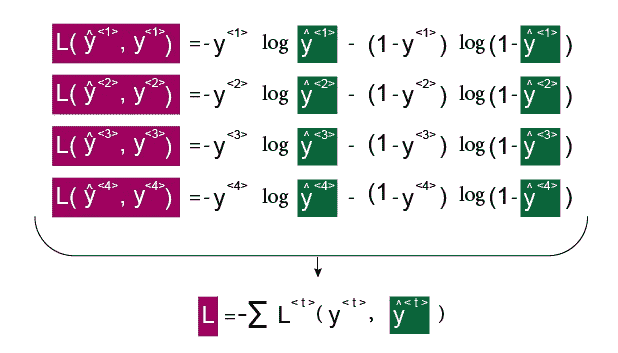 L( ŷ<1>, y<1>) =- y<1> log ŷ<1> - (1-y<1>) log(1-ŷ<1>)
L( ŷ<2>, y<2>) =- y<2> log ŷ<2> - (1-y<2>) log(1-ŷ<2>)
L( ŷ<3>, y<3>) =- y<3> log ŷ<3> - (1-y<3>) log(1-ŷ<3>)
L( ŷ<4>, y<4>) =- y<4> log ŷ<4> - (1-y<4>) log(1-ŷ<4>)
L =-∑ L<t>(y<t>, ŷ<t>)